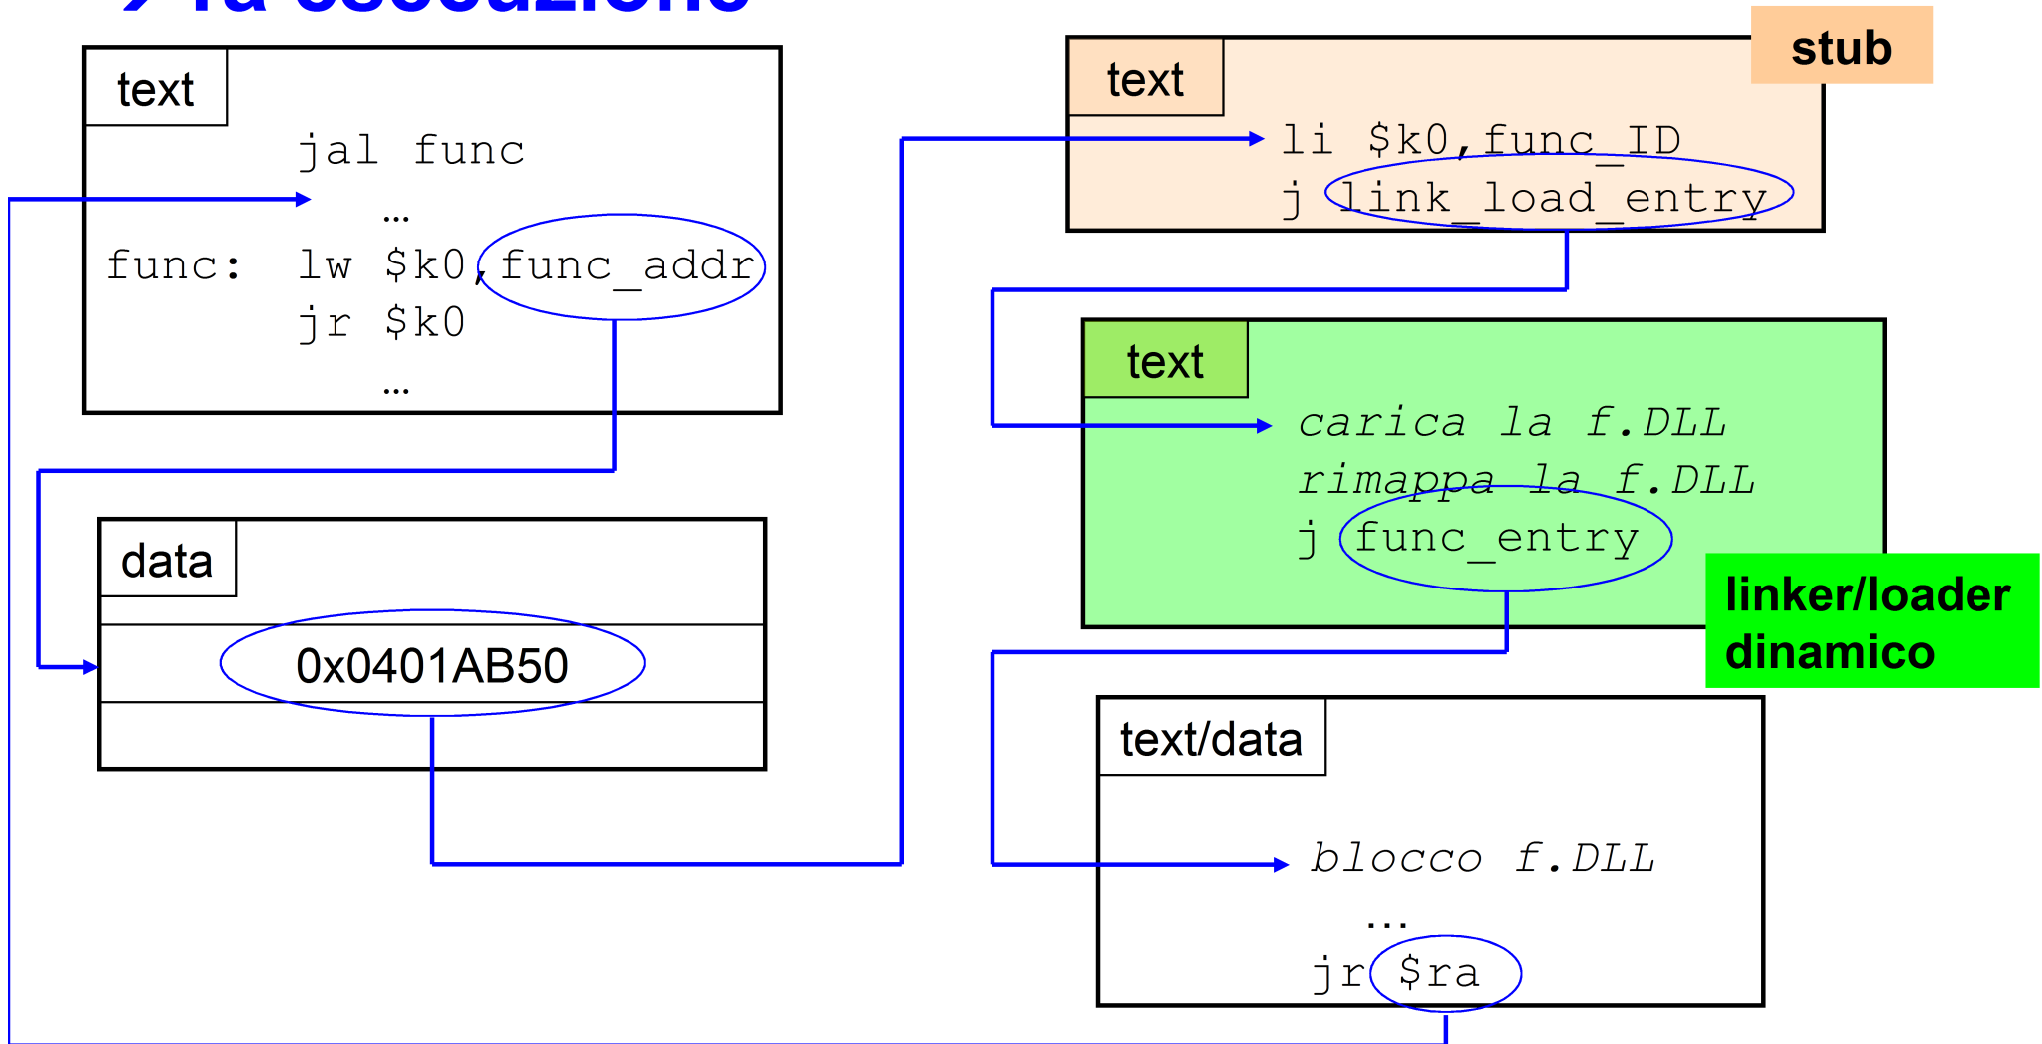 text
jal func
…
func: lw $k0,func_addr
jr $k0
…
data
0x0401AB50
stub
text
li $k0,func_ID
j link_load_entry
text
carica la f.DLL
rimappa la f.DLL
j func_entry
linker/loader
dinamico
text/data
blocco f.DLL
…
jr $ra